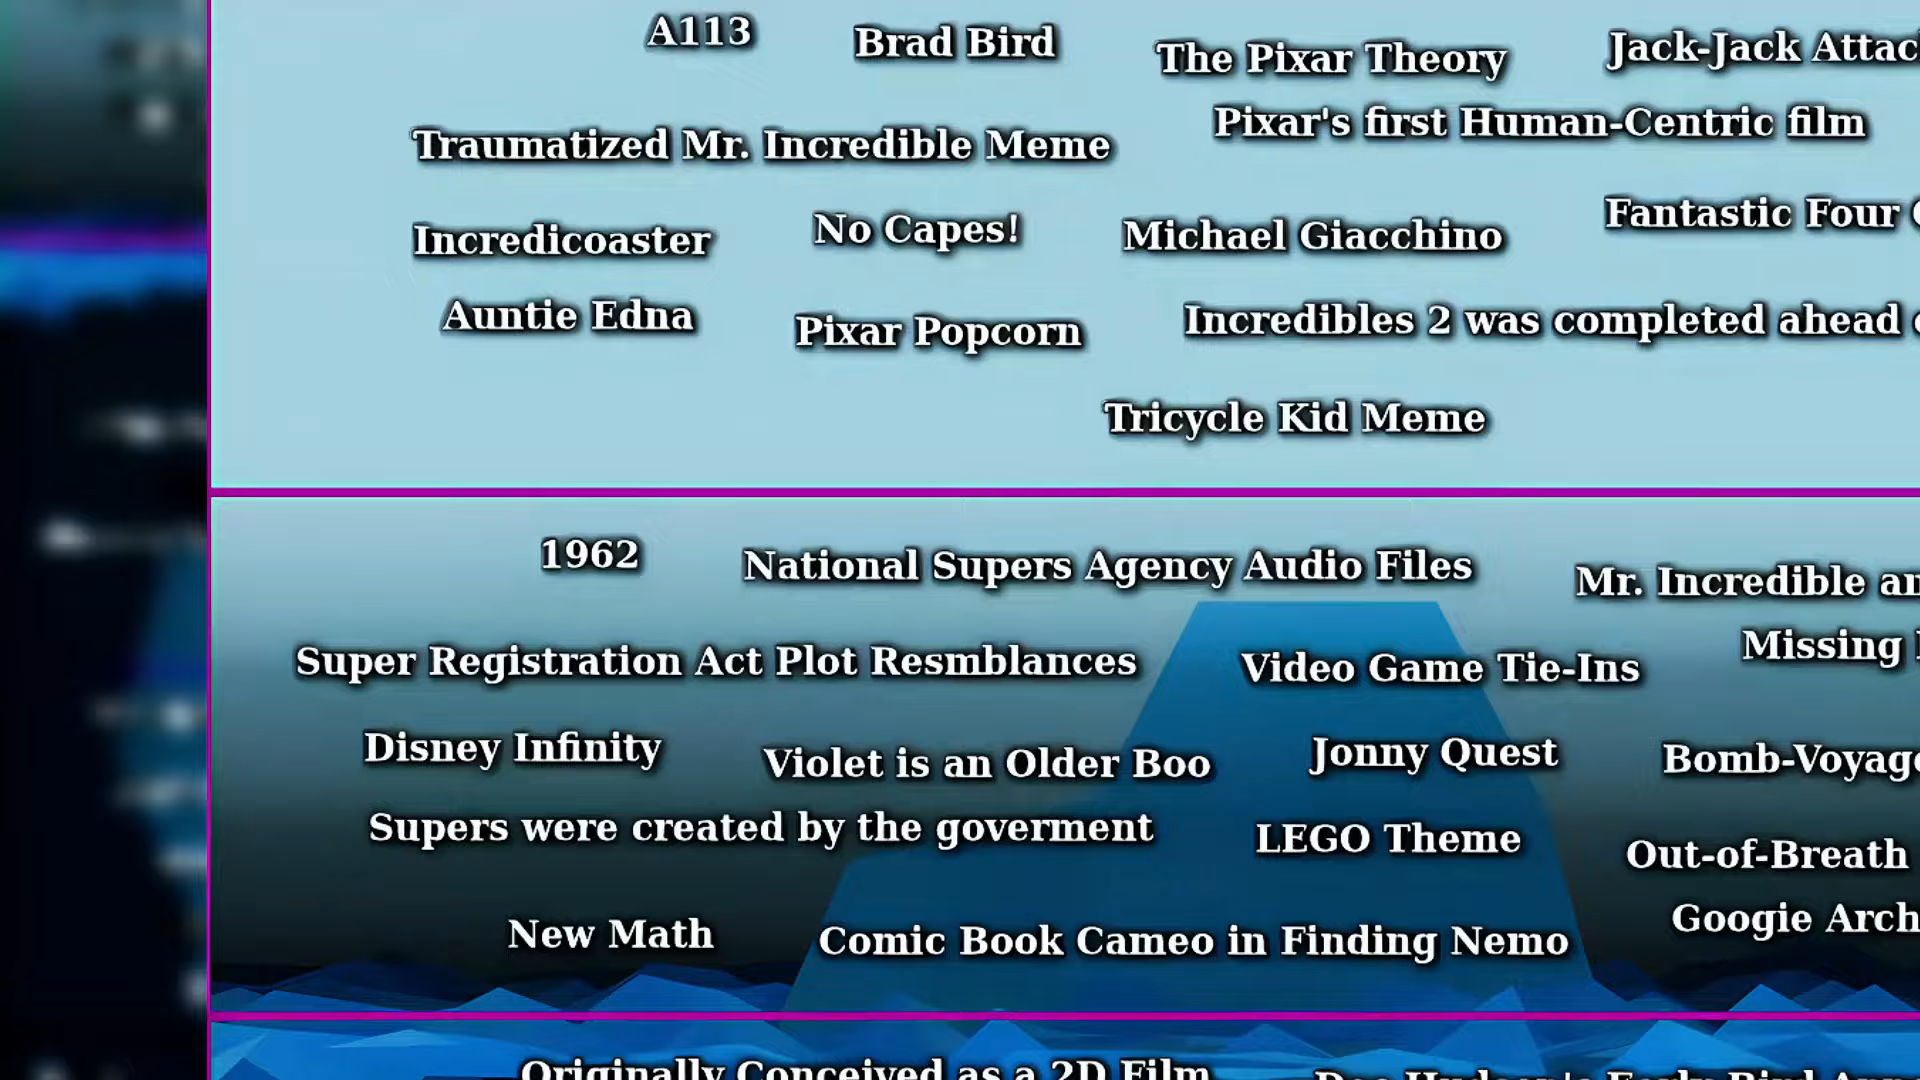 A113
Brad Bird
The Pixar Theory
Jack-Jack Attac
Pixar's first Human-Centric film
Traumatized Mr. Incredible Meme
Incredicoaster
No Capes!
Michael Giacchino
Fantastic Four
Auntie Edna
Pixar Popcorn
Incredibles 2 was completed ahead
Tricycle Kid Meme
1962
National Supers Agency Audio Files
Mr. Incredible an
Super Registration Act Plot Resmblances
Video Game Tie-Ins
Missing
Disney Infinity
Violet is an Older Boo
Jonny Quest
Bomb-Voyage
Supers were created by the goverment
LEGO Theme
Out-of-Breath
New Math
Comic Book Cameo in Finding Nemo
Googie Arch
Originally Conceived as a 2D Film